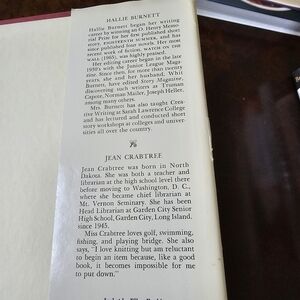 HALLIE BURNETT
Hallie Burnett began her writing
career by winning an O. Henry Memo-
rial Prize for her first published short
story, EIGHTEENTH SUMMER, and has
since published four novels. Her most
recent work of fiction, WATCH ON THE
WALL (1965), was highly praised.
Her editing career began in the late
1930's with the Junior League Maga-
zine. Since then, for more than twenty
years, she and her husband, Whit
Burnett, have edited Story Magazine,
discovering such writers as Truman
Capote, Norman Mailer, Joseph Heller,
among many others.
Mrs. Burnett has also taught Crea-
tive Writing at Sarah Lawrence College
and has lectured and conducted short
story workshops at colleges and univer-
sities all over the country.
JEAN CRABTREE
Jean Crabtree was born in North
Dakota. She was both a teacher and
librarian at the high school level there
before moving to Washington, D. C.,
where she became chief librarian at
Mt. Vernon Seminary. She has been
Head Librarian at Garden City Senior
High School, Garden City, Long Island.
since 1945.
Miss Crabtree loves golf, swimming,
fishing, and playing bridge. She also
says, "I love knitting but am reluctant
to begin an item because, like a good
book, it becomes impossible for me
to put down."